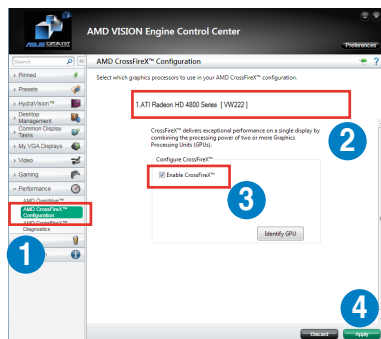 AMD VISION Engine Control Center
ASUS CATALYST
Preferences
Search
AMD CrossFireX™ Configuration
Pinned
Presets
HydraVision™
Desktop
Management
Common Display
Tasks
My VGA Displays
Video
Gaming
Performance
AMD Overdrive™
AMD CrossFireX™
Configuration
AMD CrossFireX™
Diagnostics
Select which graphics processors to use in your AMD CrossFireX™ configuration.
1.ATI Radeon HD 4800 Series [ VW222 ]
CrossFireX™ delivers exceptional performance on a single display by
combining the processing power of two or more Graphics
Processing Units (GPUs).
Configure CrossFireX™
Enable CrossFireX™
Identify GPU
1
2
3
4
Discard
Apply